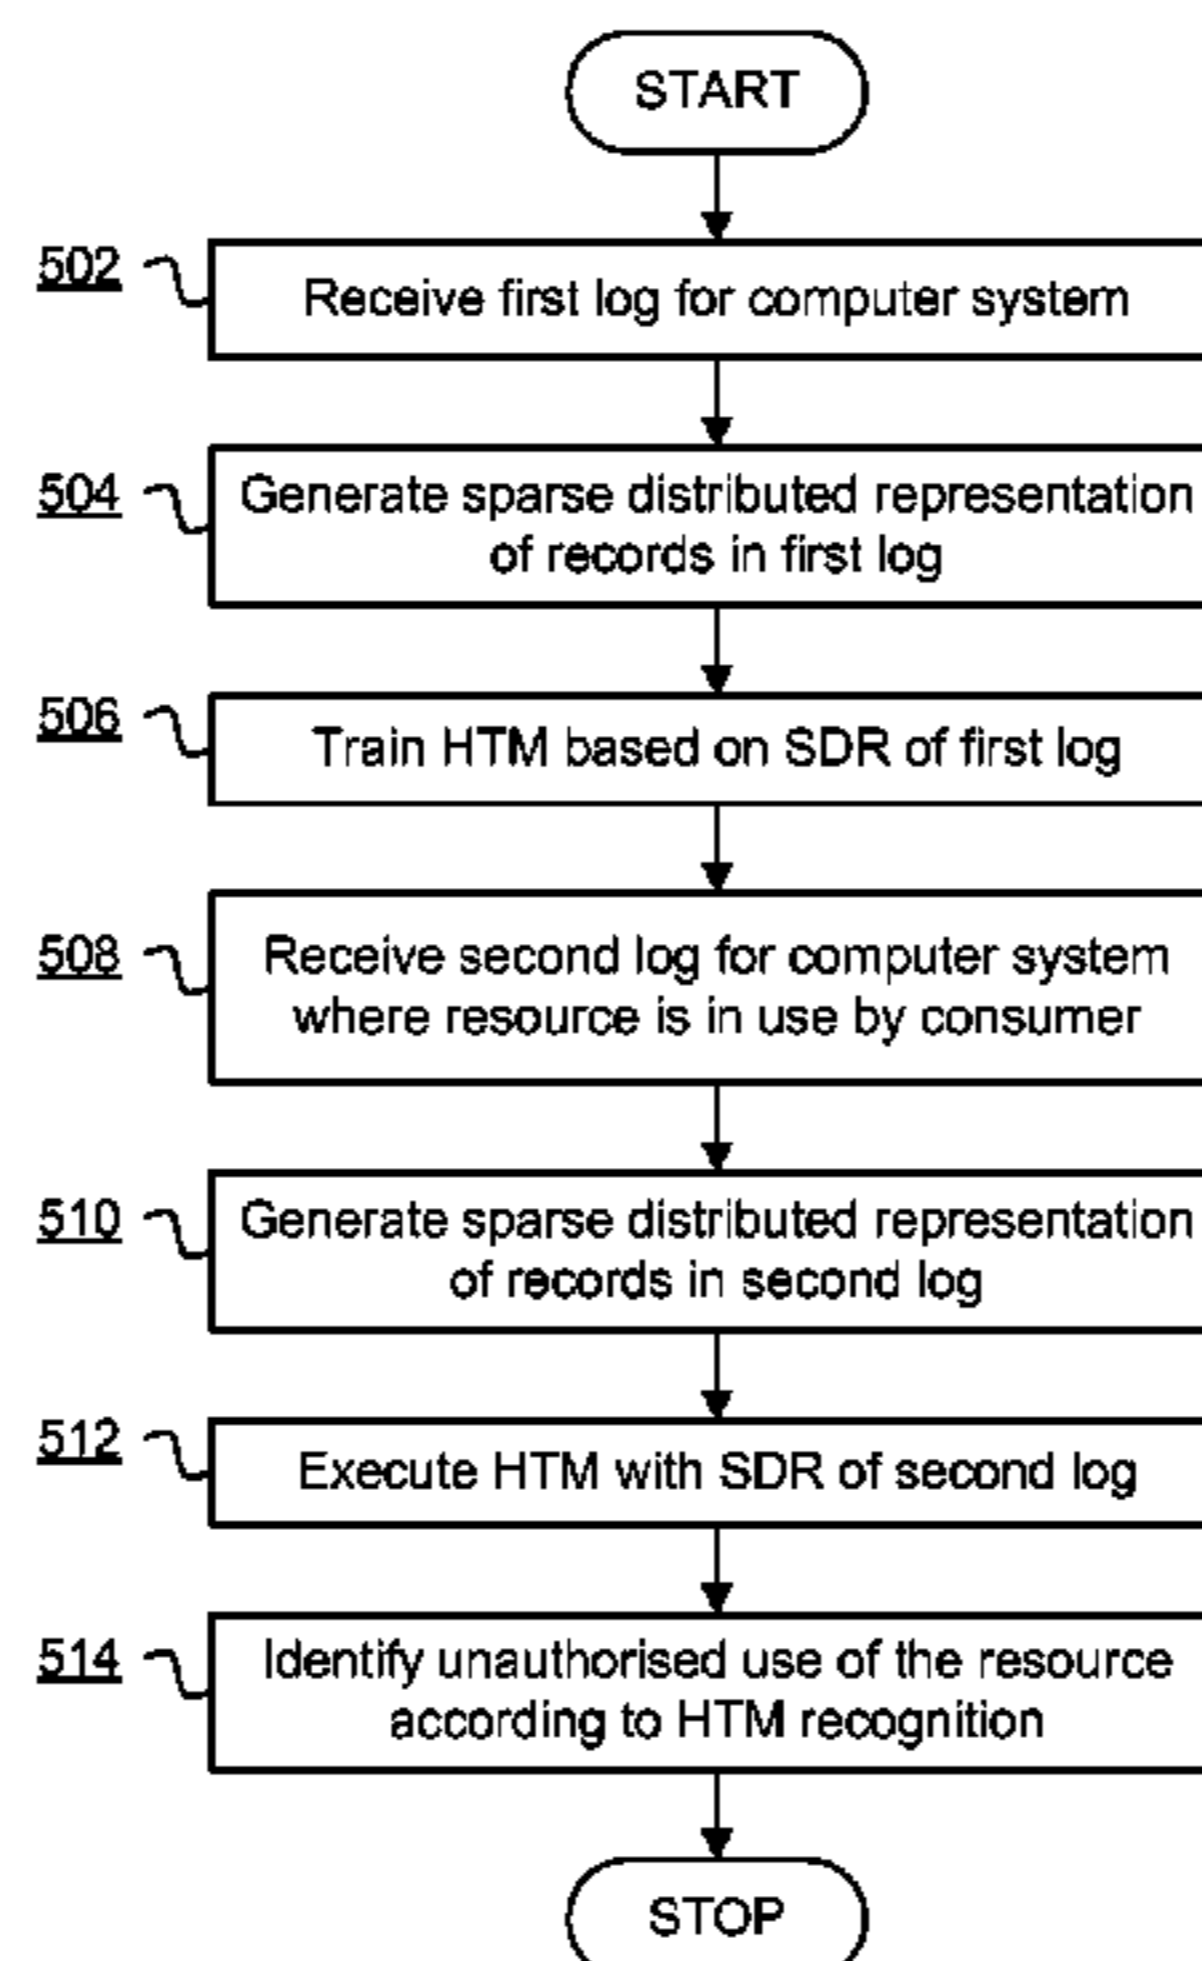 START
502
Receive first log for computer system
504
Generate sparse distributed representation
of records in first log
506
Train HTM based on SDR of first log
508
Receive second log for computer system
where resource is in use by consumer
510
Generate sparse distributed representation
of records in second log
512
Execute HTM with SDR of second log
514
Identify unauthorised use of the resource
according to HTM recognition
STOP